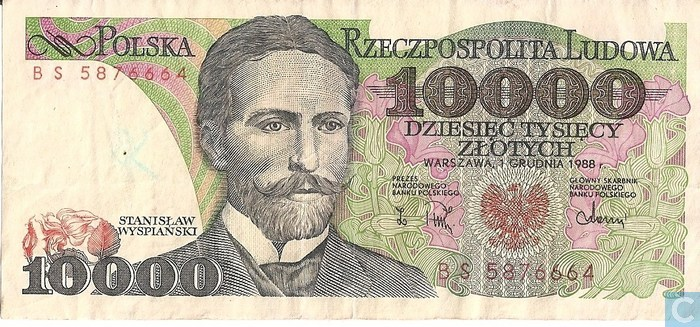 POLSKA
RZECZPOSPOLITA LUDOWA
BS 5876664
10000
DZIESIĘĆ TYSIĘCY
ZŁOTYCH
WARSZAWA, 1 GRUDNIA 1988 r.
PREZES
NARODOWEGO
BANKU POLSKIEGO
GŁÓWNY SKARBNIK
NARODOWEGO
BANKU POLSKIEGO
STANISŁAW
WYSPIAŃSKI
10000
BS 5876664
C